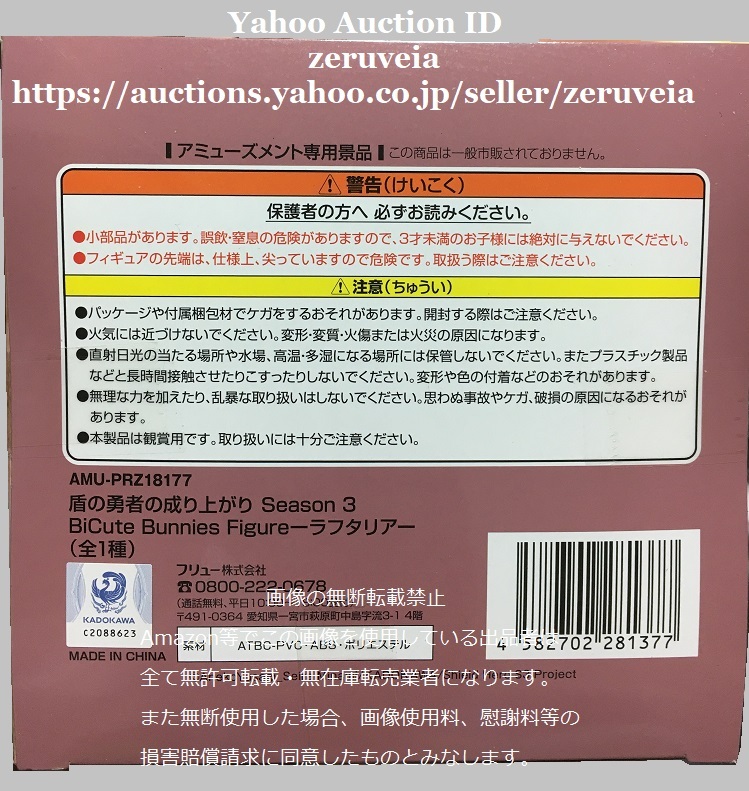 Yahoo Auction ID
zeruveia
https://auctions.yahoo.co.jp/seller/zeruveia
アミューズメント専用景品 この商品は一般市販されておりません。
警告(けいこく)
保護者の方へ 必ずお読みください。
●小部品があります。誤飲・窒息の危険がありますので、3才未満のお子様には絶対に与えないでください。
●フィギュアの先端は、仕様上、尖っていますので危険です。取扱う際はご注意ください。
注意(ちゅうい)
●パッケージや付属梱包材でケガをするおそれがあります。開封する際はご注意ください。
●火気には近づけないでください。変形・変質・火傷または火災の原因になります。
●直射日光の当たる場所や水場、高温・多湿になる場所には保管しないでください。またプラスチック製品
などと長時間接触させたりこすったりしないでください。変形や色の付着などのおそれがあります。
●無理な力を加えたり、乱暴な取り扱いはしないでください。思わぬ事故やケガ、破損の原因になるおそれが
あります。
●本製品は観賞用です。取り扱いには十分ご注意ください。
AMU-PRZ18177
盾の勇者の成り上がり Season 3
BiCute Bunnies Figureーラフタリアー
(全1種)
フリュー株式会社
☎0800-222-0678
(通話無料、平日10
〒491-0364 愛知県一宮市萩原町中島字流3-1 4階
KADOKAWA
C2088623
MADE IN CHINA
素材 ATBC-PVC・ABS・ポリエステル
Project
4 582702 281377
画像の無断転載禁止
Amazon等でこの画像を使用している出品者は
全て無許可転載・無在庫転売業者になります。
また無断使用した場合、画像使用料、慰謝料等の
損害賠償請求に同意したものとみなします。